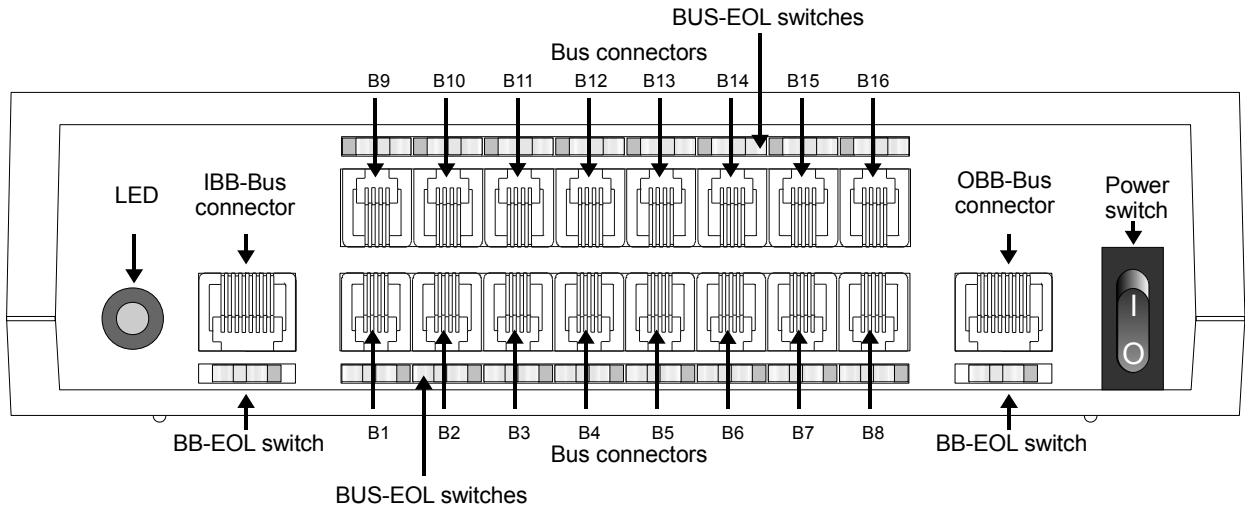 BUS-EOL switches
Bus connectors
B9 B10 B11 B12 B13 B14 B15 B16
LED
IBB-Bus
connector
OBB-Bus
connector
Power
switch
I
O
BB-EOL switch
B1 B2 B3 B4 B5 B6 B7 B8
BB-EOL switch
Bus connectors
BUS-EOL switches